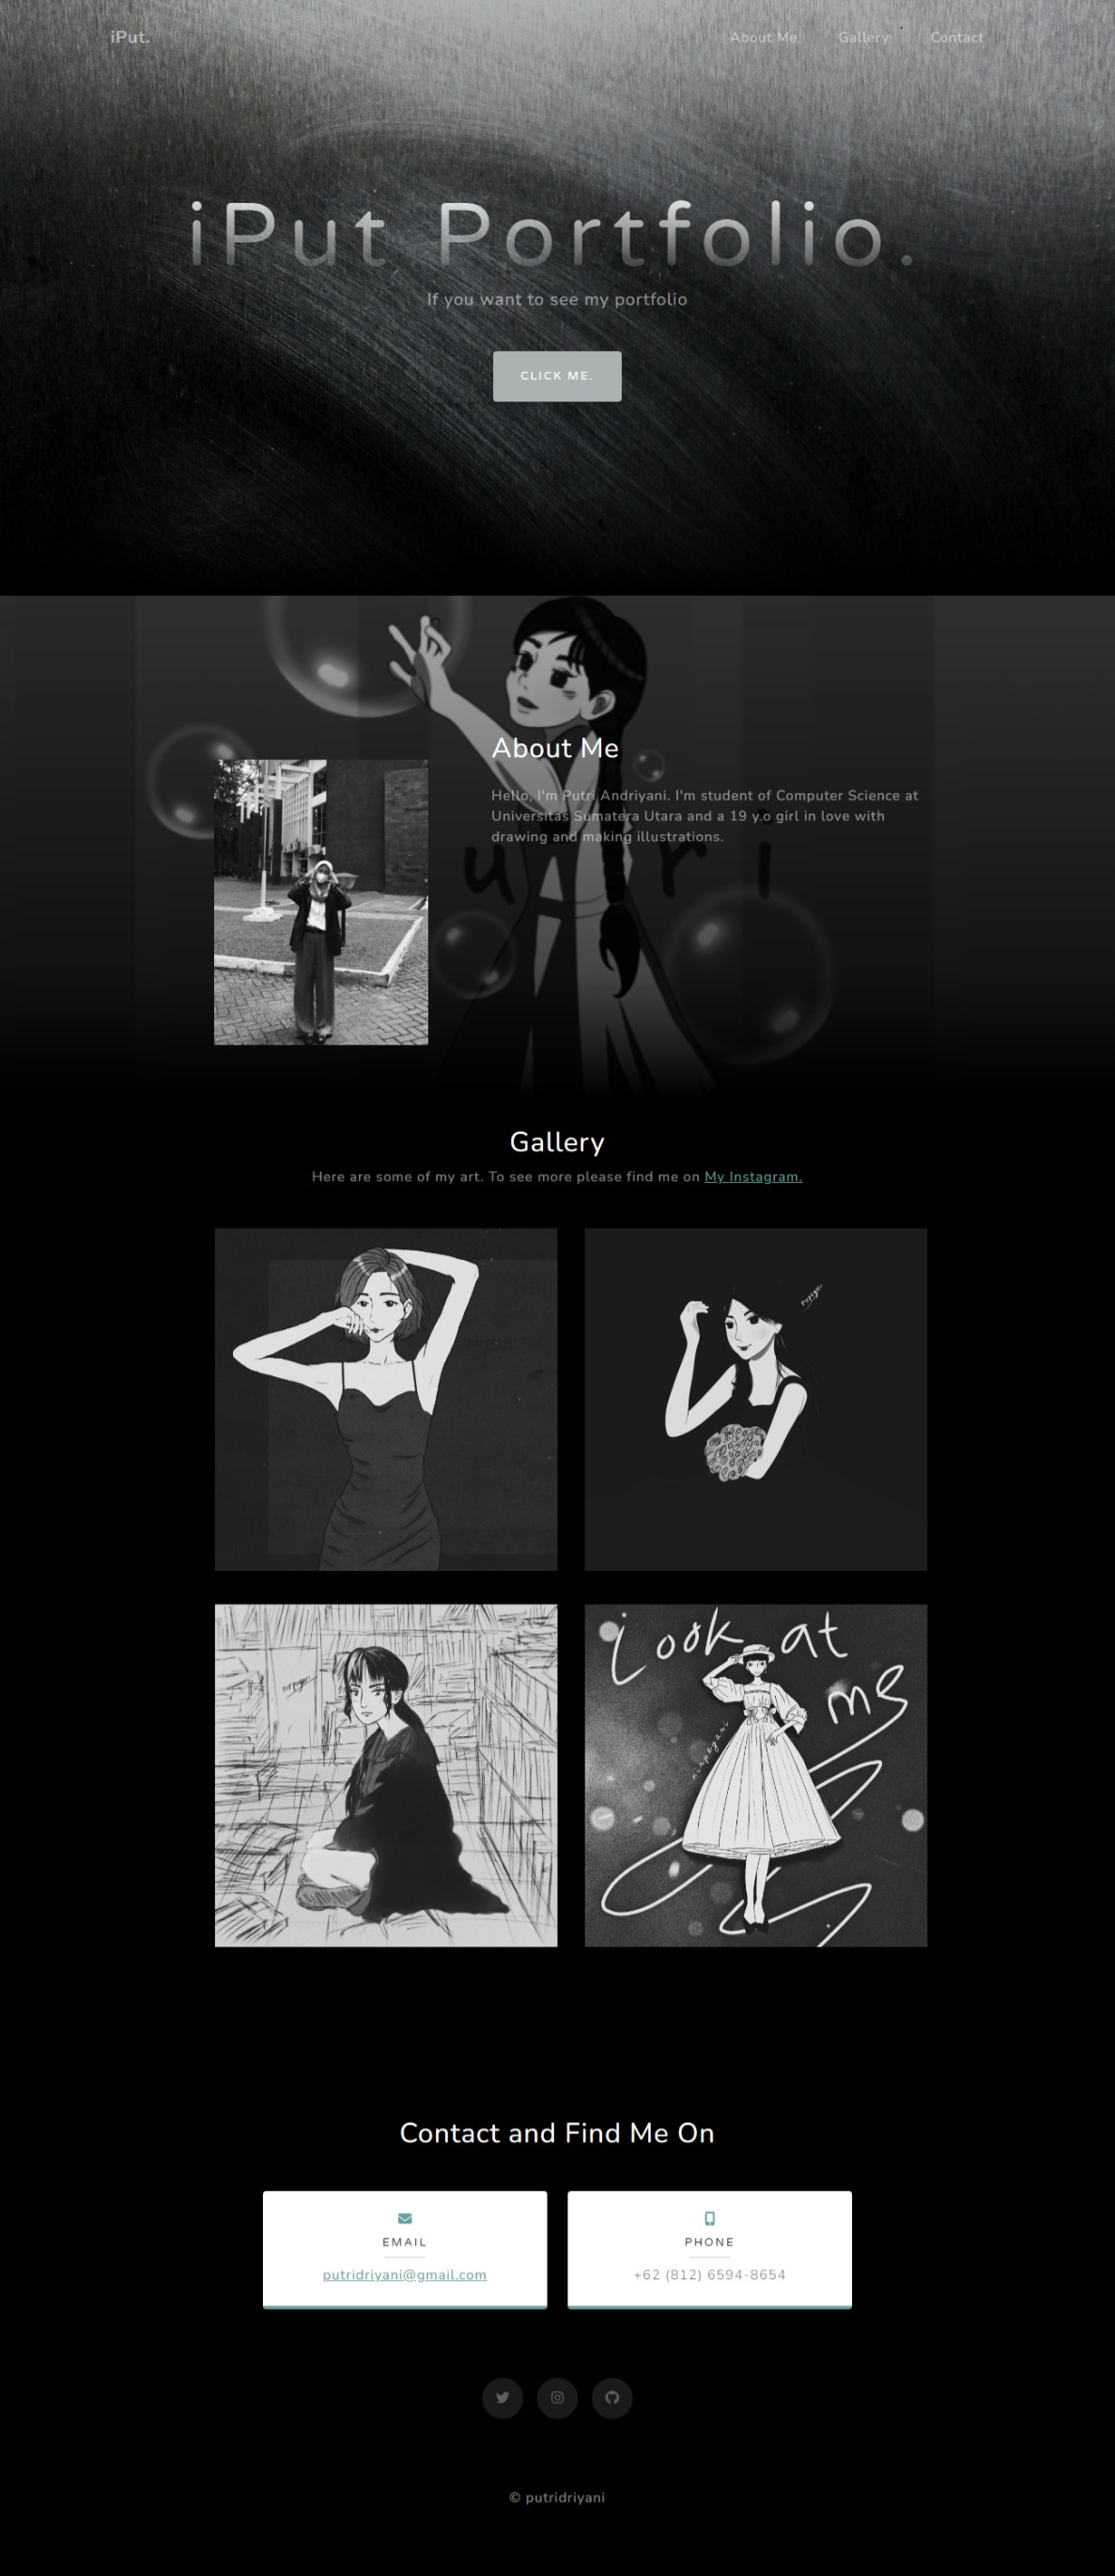 iPut.
About Me
Gallery
Contact
iPut Portfolio.
If you want to see my portfolio
CLICK ME.
About Me
Hello, I'm Putri Andriyani. I'm student of Computer Science at
Universitas Sumatera Utara and a 19 y.o girl in love with
drawing and making illustrations.
u r i
Gallery
Here are some of my art. To see more please find me on My Instagram.
Look at
me
Contact and Find Me On
EMAIL
putridriyani@gmail.com
PHONE
+62 (812) 6594-8654
© putridriyani